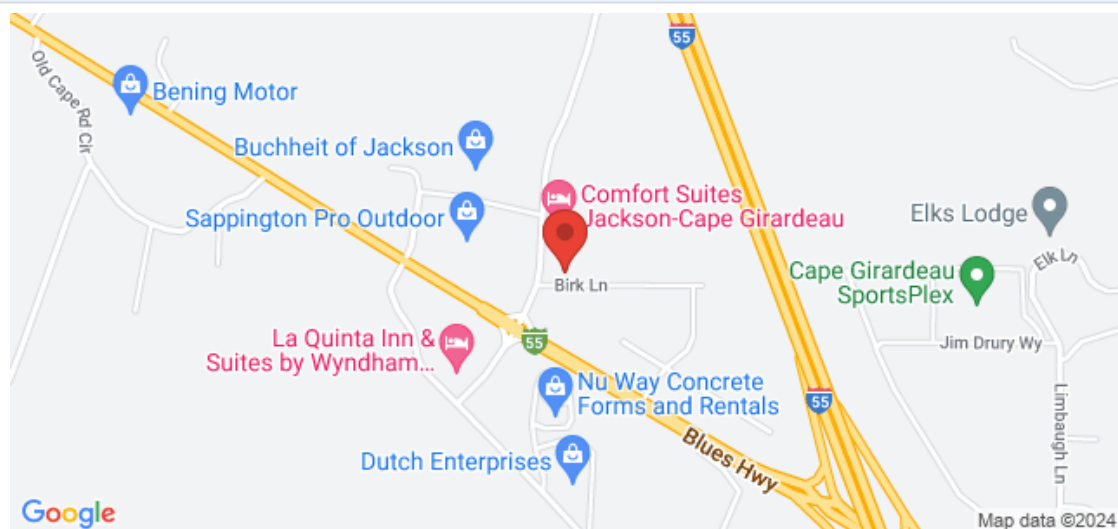 55
Old Cape Rd Cir
Bening Motor
Buchheit of Jackson
Comfort Suites
Jackson-Cape Girardeau
Sappington Pro Outdoor
Elks Lodge
Elk Ln
Cape Girardeau
SportsPlex
Birk Ln
La Quinta Inn &
Suites by Wyndham...
55
Jim Drury Wy
Nu Way Concrete
Forms and Rentals
55
Limbaugh Ln
Blues Hwy
Dutch Enterprises
Google
Map data ©2024